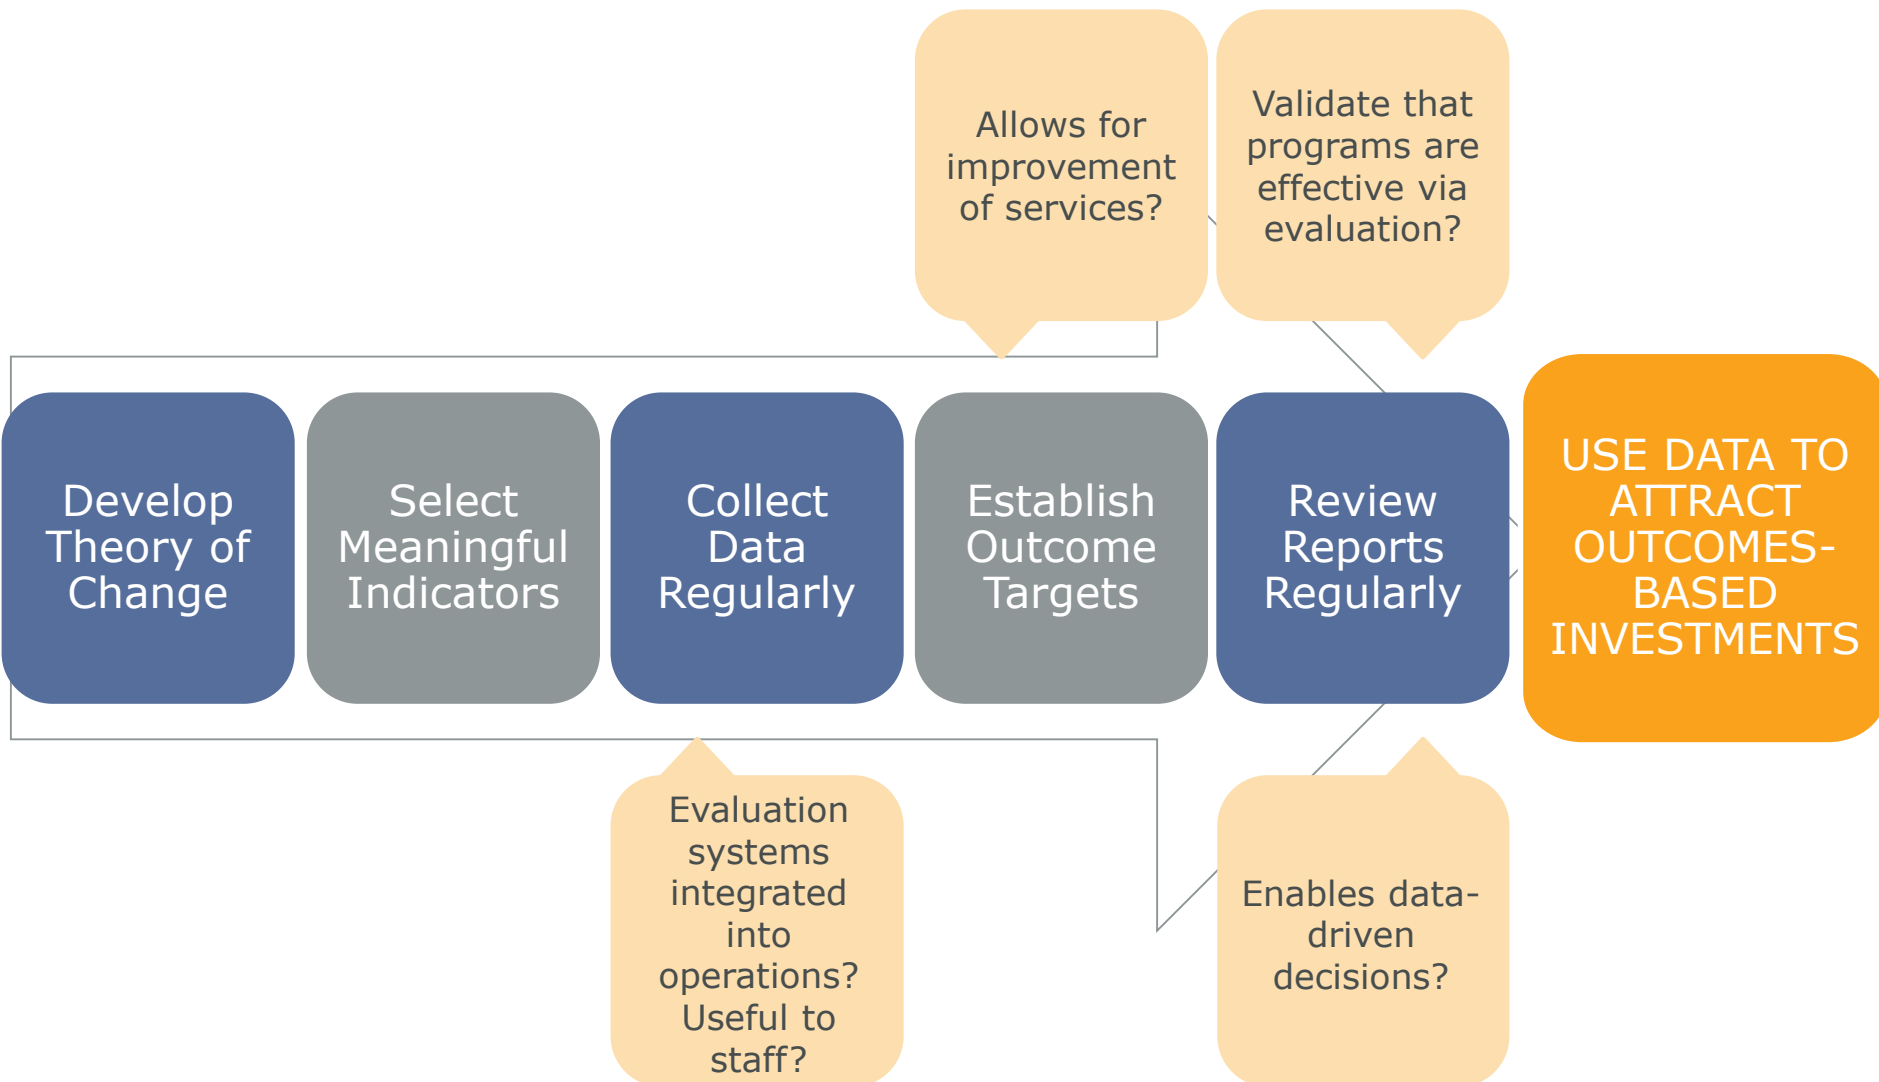 Allows for
improvement
of services?
Validate that
programs are
effective via
evaluation?
Develop
Theory of
Change
Select
Meaningful
Indicators
Collect
Data
Regularly
Establish
Outcome
Targets
Review
Reports
Regularly
USE DATA TO
ATTRACT
OUTCOMES-
BASED
INVESTMENTS
Evaluation
systems
integrated
into
operations?
Useful to
staff?
Enables data-
driven
decisions?